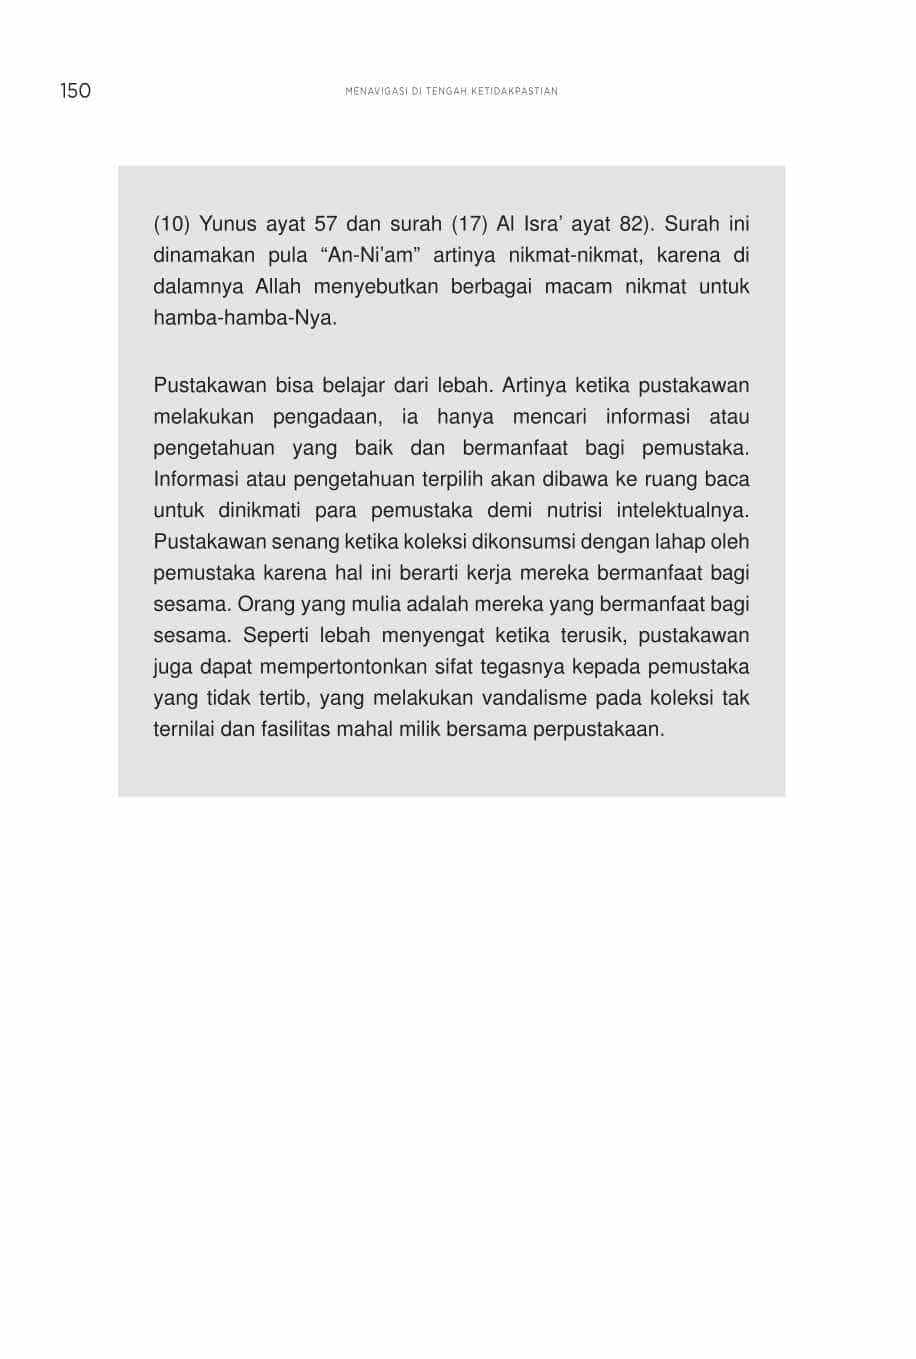 150
MENAVIGASI DI TENGAH KETIDAKPASTIAN
(10) Yunus ayat 57 dan surah (17) Al Isra’ ayat 82). Surah ini
dinamakan pula “An-Ni’am” artinya nikmat-nikmat, karena di
dalamnya Allah menyebutkan berbagai macam nikmat untuk
hamba-hamba-Nya.
Pustakawan bisa belajar dari lebah. Artinya ketika pustakawan
melakukan pengadaan, ia hanya mencari informasi atau
pengetahuan yang baik dan bermanfaat bagi pemustaka.
Informasi atau pengetahuan terpilih akan dibawa ke ruang baca
untuk dinikmati para pemustaka demi nutrisi intelektualnya.
Pustakawan senang ketika koleksi dikonsumsi dengan lahap oleh
pemustaka karena hal ini berarti kerja mereka bermanfaat bagi
sesama. Orang yang mulia adalah mereka yang bermanfaat bagi
sesama. Seperti lebah menyengat ketika terusik, pustakawan
juga dapat mempertontonkan sifat tegasnya kepada pemustaka
yang tidak tertib, yang melakukan vandalisme pada koleksi tak
ternilai dan fasilitas mahal milik bersama perpustakaan.